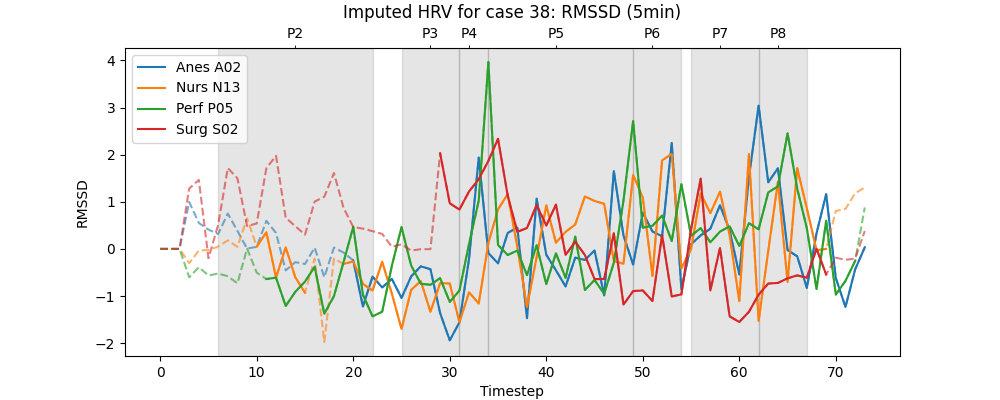 Imputed HRV for case 38: RMSSD (5min)
P2 P3 P4 P5 P6 P7 P8
Anes A02
Nurs N13
Perf P05
Surg S02
4
3
2
1
0
−1
−2
RMSSD
0 10 20 30 40 50 60 70
Timestep